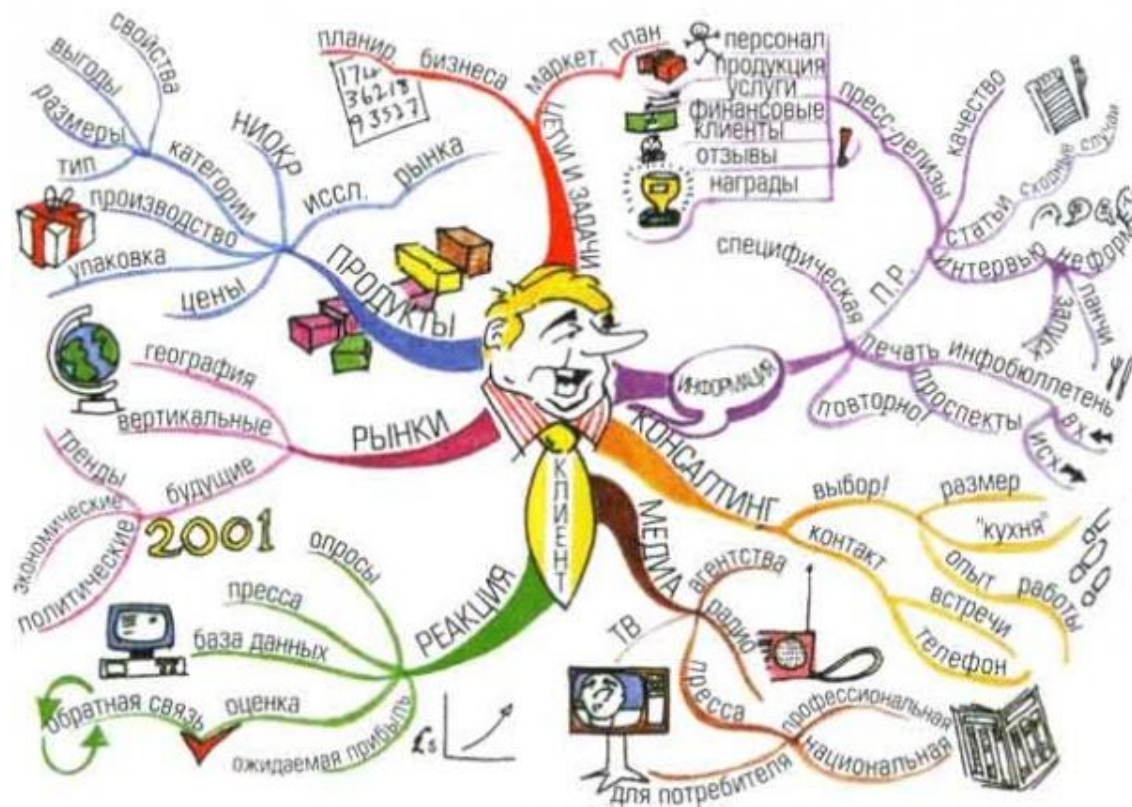 планир. бизнеса
174
36218
93527
маркет. план
ЦЕЛИ И ЗАДАЧИ
свойства
выгоды
размеры
тип
категории
НИОКР
иссл. рынка
производство
упаковка
цены
ПРОДУКТЫ
персонал
продукция
услуги
финансовые
клиенты
отзывы
награды
!
пресс-делизы
качество
статьи
сходные случаи
интервью
неформ
ланчи
запуск
П.Р.
специфическая
ИНФОРМАЦИЯ
печать
инфобюллетень
проспекты
вх
исх
повторно!
география
вертикальные
будущие
РЫНКИ
тренды
экономические
политические
2001
КЛИЕНТ
КОНСАЛТИНГ
выбор!
размер
"кухня"
опыт работы
контакт
встречи
телефон
МЕДИА
агентства
радио
ТВ
пресса
профессиональная
национальная
для потребителя
РЕАКЦИЯ
опросы
пресса
база данных
оценка
обратная связь
ожидаемая прибыль
£s